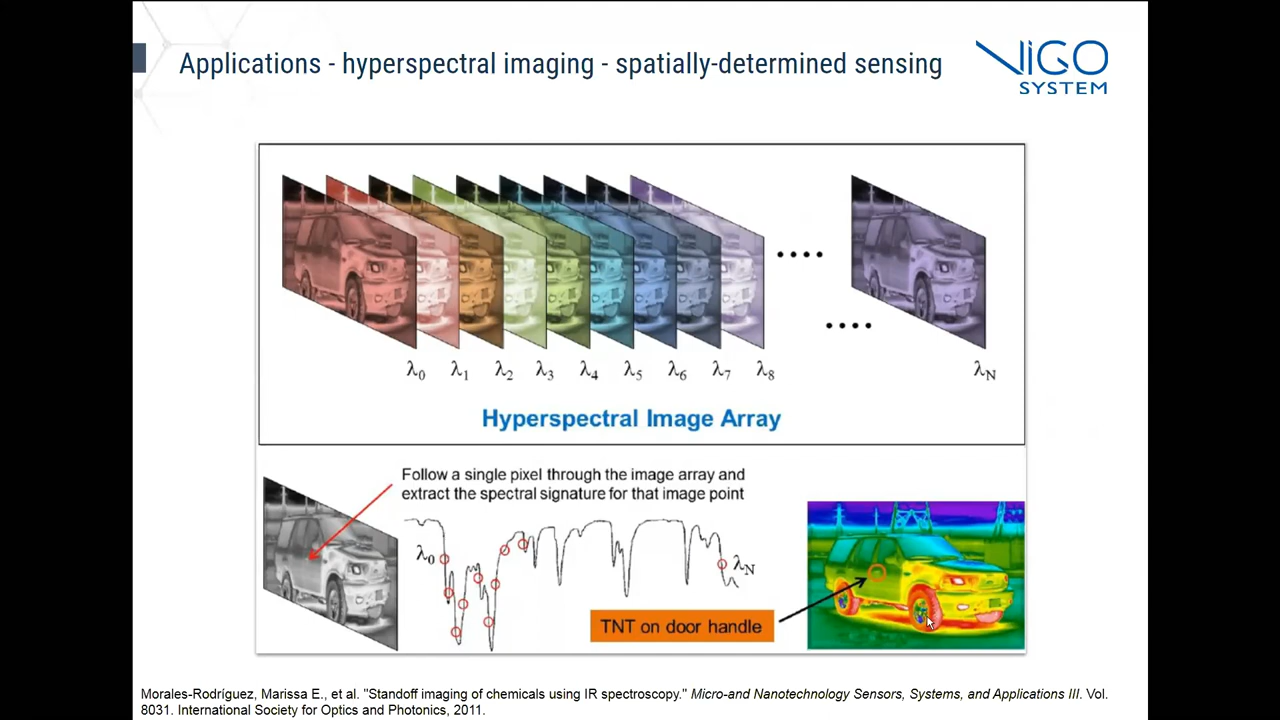 Applications - hyperspectral imaging - spatially-determined sensing
VIGO
SYSTEM
λ0 λ1 λ2 λ3 λ4 λ5 λ6 λ7 λ8 λN
Hyperspectral Image Array
Follow a single pixel through the image array and
extract the spectral signature for that image point
λ0
λN
TNT on door handle
Morales-Rodríguez, Marissa E., et al. "Standoff imaging of chemicals using IR spectroscopy." Micro-and Nanotechnology Sensors, Systems, and Applications III. Vol.
8031. International Society for Optics and Photonics, 2011.